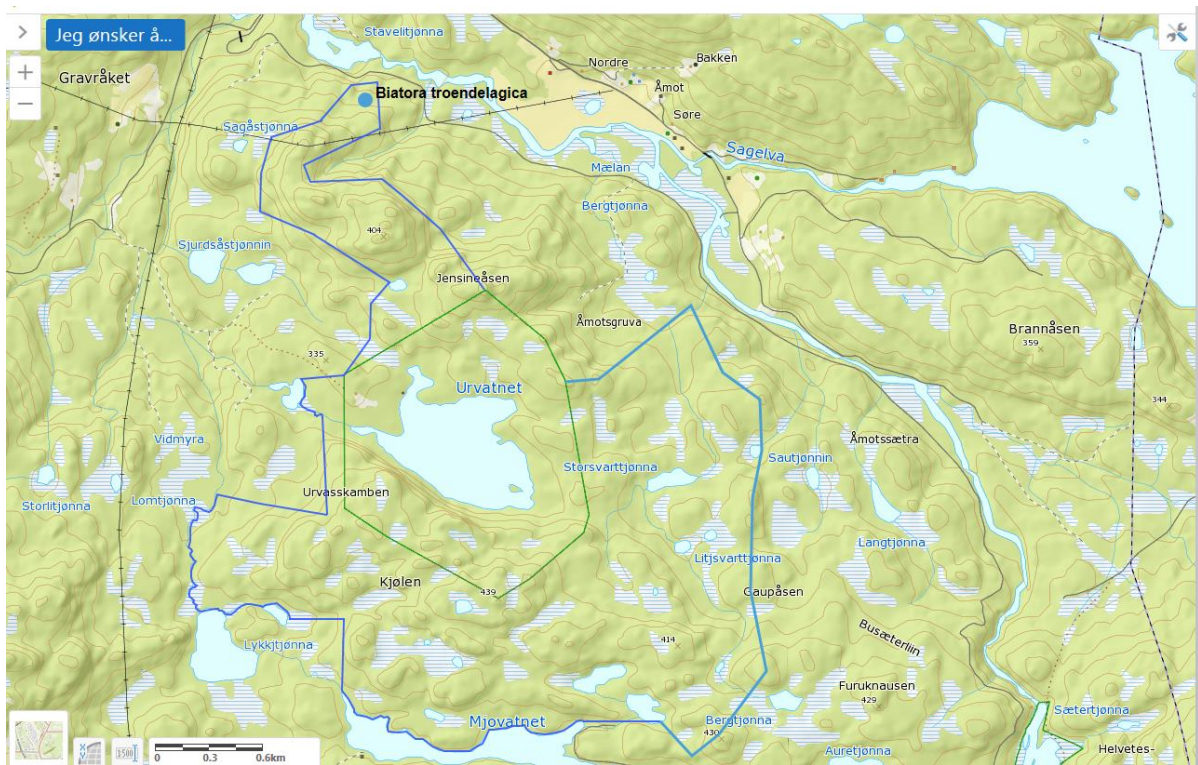 Jeg ønsker å...
Stavelitjønna
Nordre
Bakken
Gravråket
Åmot
Biatora troendelagica
Søre
Sagåstjønna
Sagelva
Mælan
Bergtjønna
404
Sjurdsåstjønnin
Jensineåsen
Åmotsgruva
Brannåsen
359
335
Urvatnet
344
Vidmyra
Åmotssætra
Sautjønnin
Storsvarttjønna
Urvasskamben
Storlitjønna
Lomtjønna
Langtjønna
Litjsvarttjønna
Kjølen
439
Gaupåsen
Busæterliin
414
Lykkjtjønna
Furuknausen
429
Mjovatnet
Bergtjønna
430
Sætertjønna
Auretjønna
Helvetes-
0 0.3 0.6km